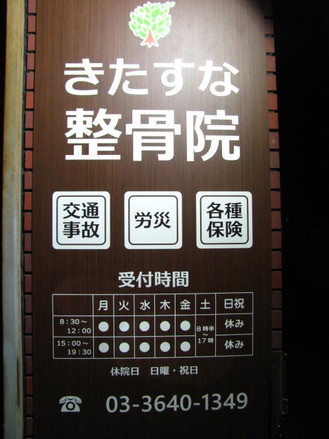 きたすな
整骨院
交通
事故
労災
各種
保険
受付時間
月 火 水 木 金 土 日祝
8:30～
12:00 ● ● ● ● ● 8時半
～
17時 休み
15:00～
19:30 ● ● ● ● ● 休み
休院日 日曜・祝日
☎ 03-3640-1349